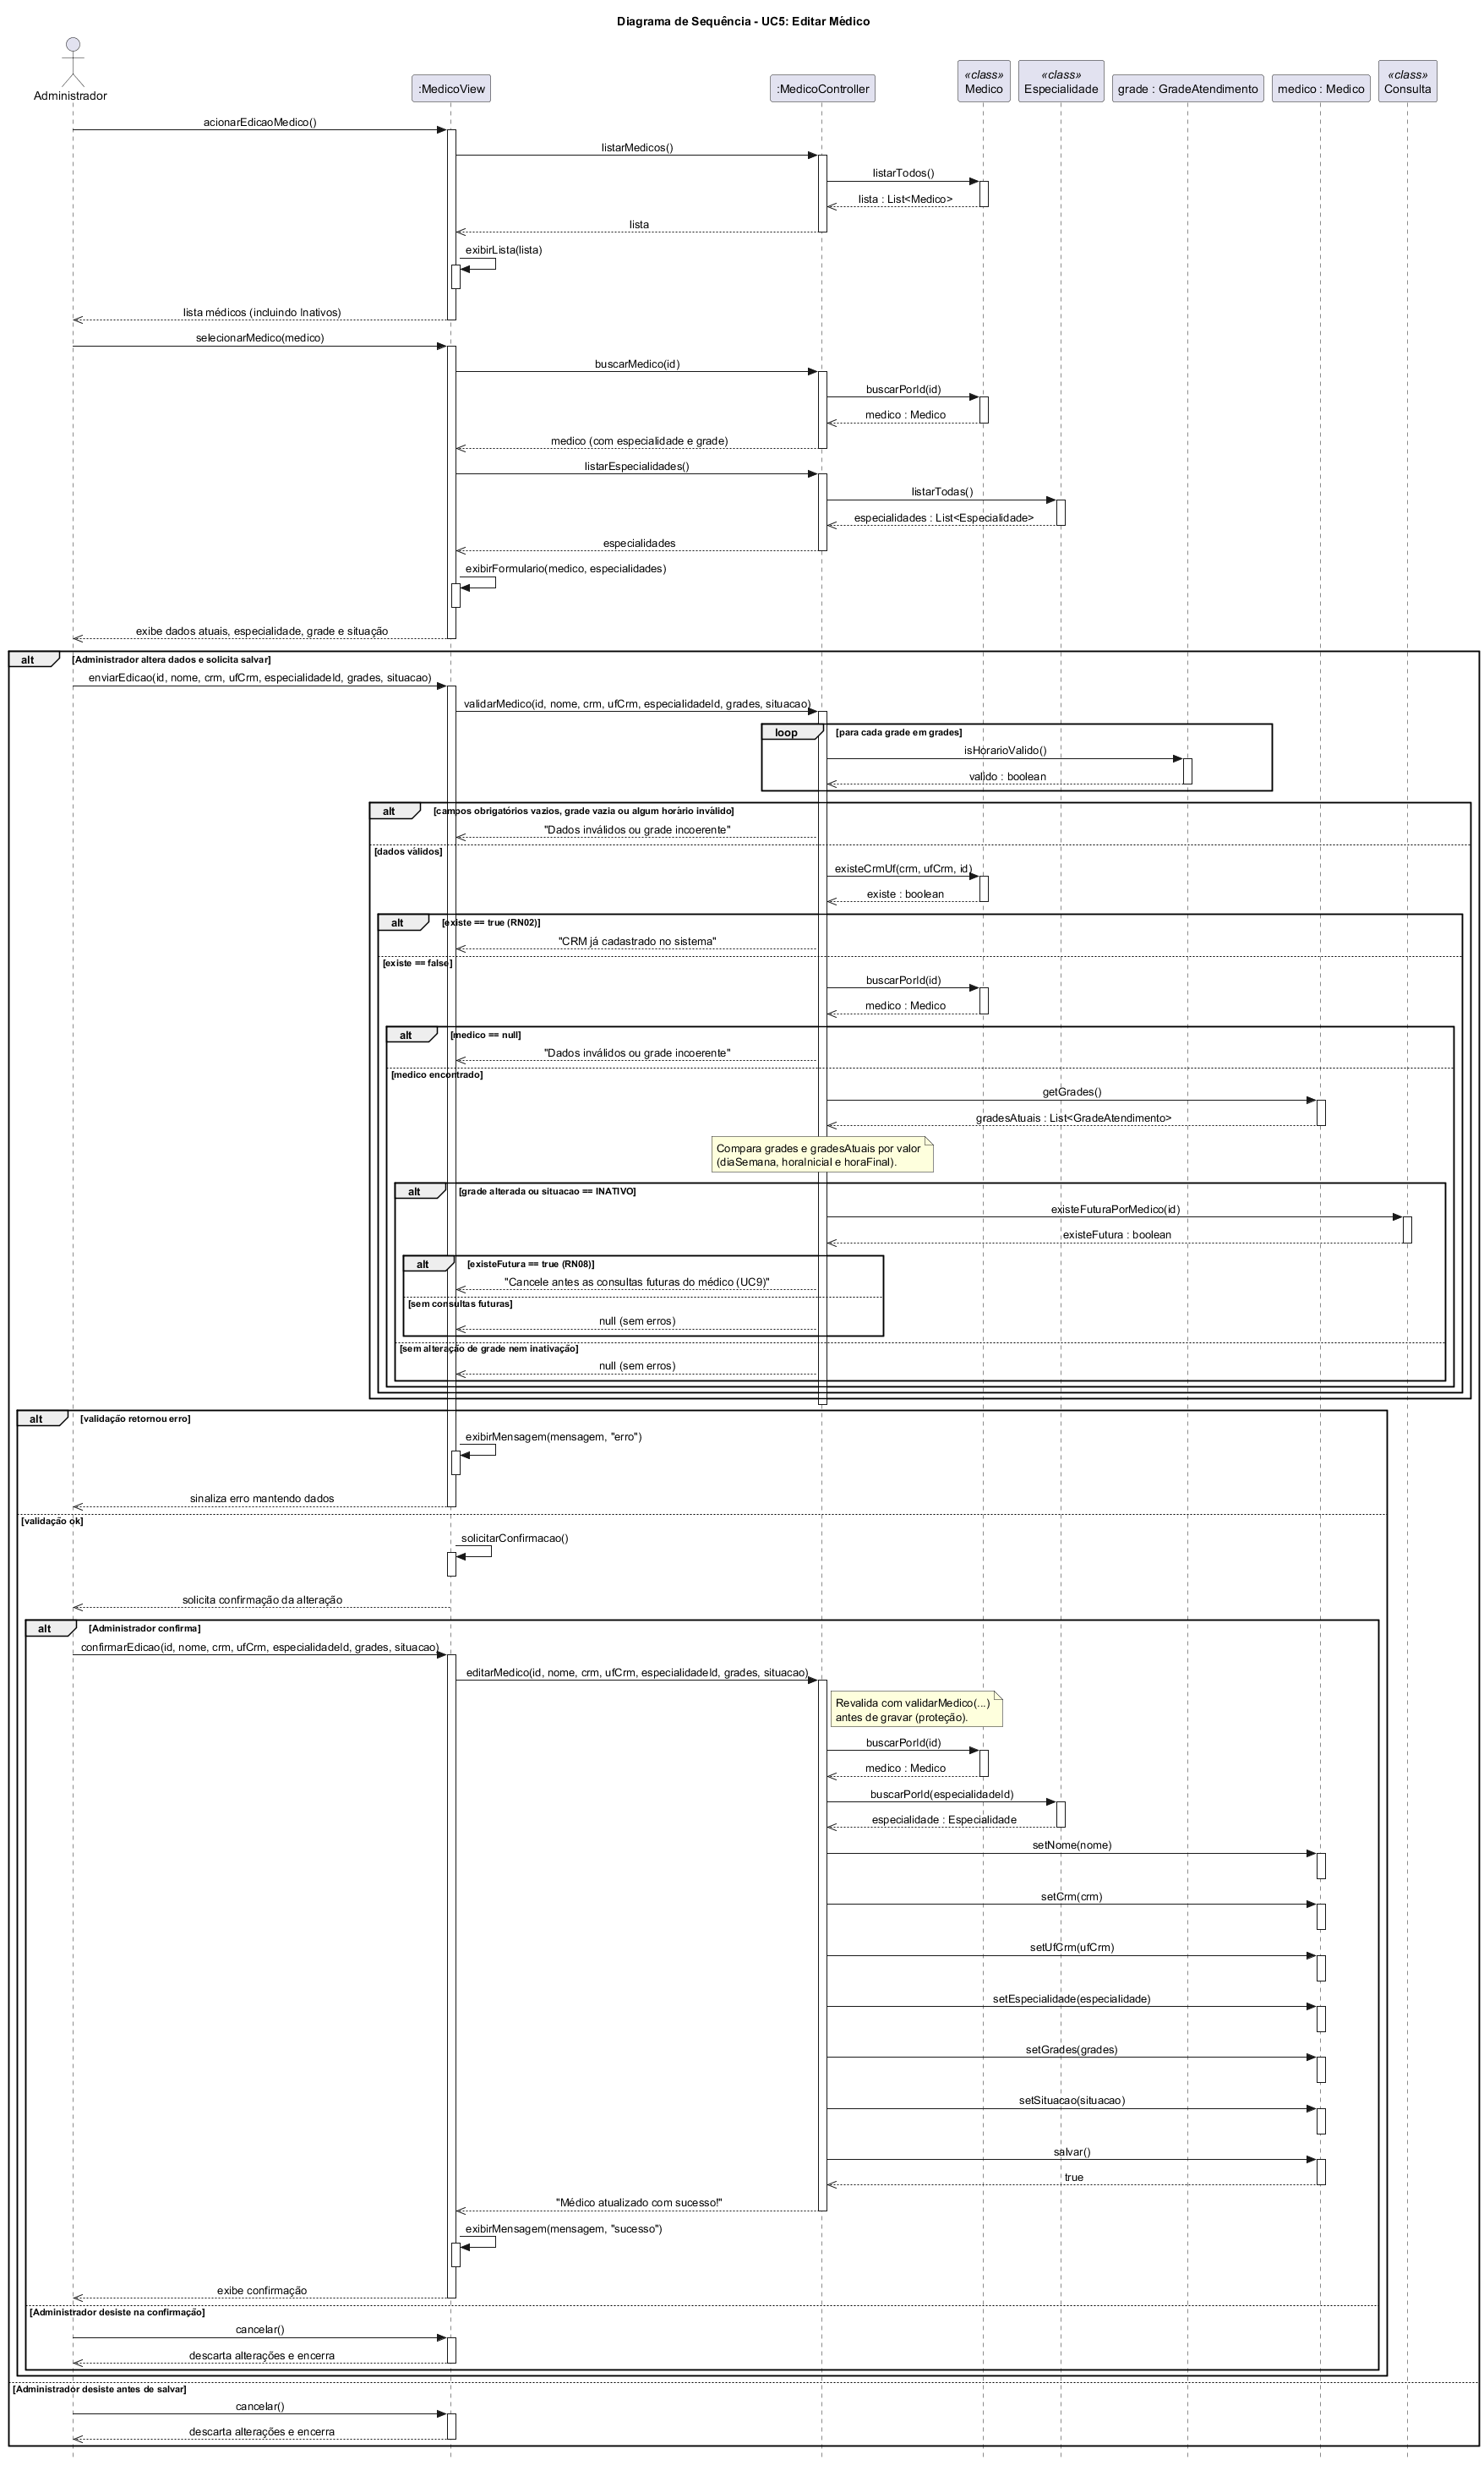 Diagrama de Sequência - UC5: Editar Médico
Administrador
:MedicoView
:MedicoController
«class»
Medico
«class»
Especialidade
grade : GradeAtendimento
medico : Medico
«class»
Consulta
acionarEdicaoMedico()
listarMedicos()
listarTodos()
lista : List<Medico>
lista
exibirLista(lista)
lista médicos (incluindo Inativos)
selecionarMedico(medico)
buscarMedico(id)
buscarPorId(id)
medico : Medico
medico (com especialidade e grade)
listarEspecialidades()
listarTodas()
especialidades : List<Especialidade>
especialidades
exibirFormulario(medico, especialidades)
exibe dados atuais, especialidade, grade e situação
alt [Administrador altera dados e solicita salvar]
enviarEdicao(id, nome, crm, ufCrm, especialidadeId, grades, situacao)
validarMedico(id, nome, crm, ufCrm, especialidadeId, grades, situacao)
loop [para cada grade em grades]
isHorarioValido()
valido : boolean
alt [campos obrigatórios vazios, grade vazia ou algum horário inválido]
"Dados inválidos ou grade incoerente"
[dados válidos]
existeCrmUf(crm, ufCrm, id)
existe : boolean
alt [existe == true (RN02)]
"CRM já cadastrado no sistema"
[existe == false]
buscarPorId(id)
medico : Medico
alt [medico == null]
"Dados inválidos ou grade incoerente"
[medico encontrado]
getGrades()
gradesAtuais : List<GradeAtendimento>
Compara grades e gradesAtuais por valor
(diaSemana, horaInicial e horaFinal).
alt [grade alterada ou situacao == INATIVO]
existeFuturaPorMedico(id)
existeFutura : boolean
alt [existeFutura == true (RN08)]
"Cancele antes as consultas futuras do médico (UC9)"
[sem consultas futuras]
null (sem erros)
[sem alteração de grade nem inativação]
null (sem erros)
alt [validação retornou erro]
exibirMensagem(mensagem, "erro")
sinaliza erro mantendo dados
[validação ok]
solicitarConfirmacao()
solicita confirmação da alteração
alt [Administrador confirma]
confirmarEdicao(id, nome, crm, ufCrm, especialidadeId, grades, situacao)
editarMedico(id, nome, crm, ufCrm, especialidadeId, grades, situacao)
Revalida com validarMedico(...)
antes de gravar (proteção).
buscarPorId(id)
medico : Medico
buscarPorId(especialidadeId)
especialidade : Especialidade
setNome(nome)
setCrm(crm)
setUfCrm(ufCrm)
setEspecialidade(especialidade)
setGrades(grades)
setSituacao(situacao)
salvar()
true
"Médico atualizado com sucesso!"
exibirMensagem(mensagem, "sucesso")
exibe confirmação
[Administrador desiste na confirmação]
cancelar()
descarta alterações e encerra
[Administrador desiste antes de salvar]
cancelar()
descarta alterações e encerra